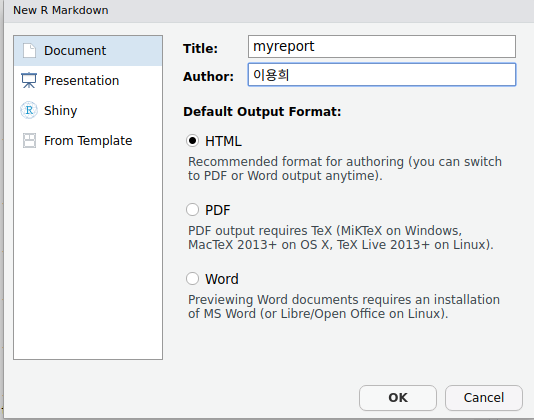 New R Markdown
Document
Presentation
Shiny
From Template
Title: myreport
Author: 이용희
Default Output Format:
HTML
Recommended format for authoring (you can switch
to PDF or Word output anytime).
PDF
PDF output requires TeX (MiKTeX on Windows,
MacTeX 2013+ on OS X, TeX Live 2013+ on Linux).
Word
Previewing Word documents requires an installation
of MS Word (or Libre/Open Office on Linux).
OK Cancel